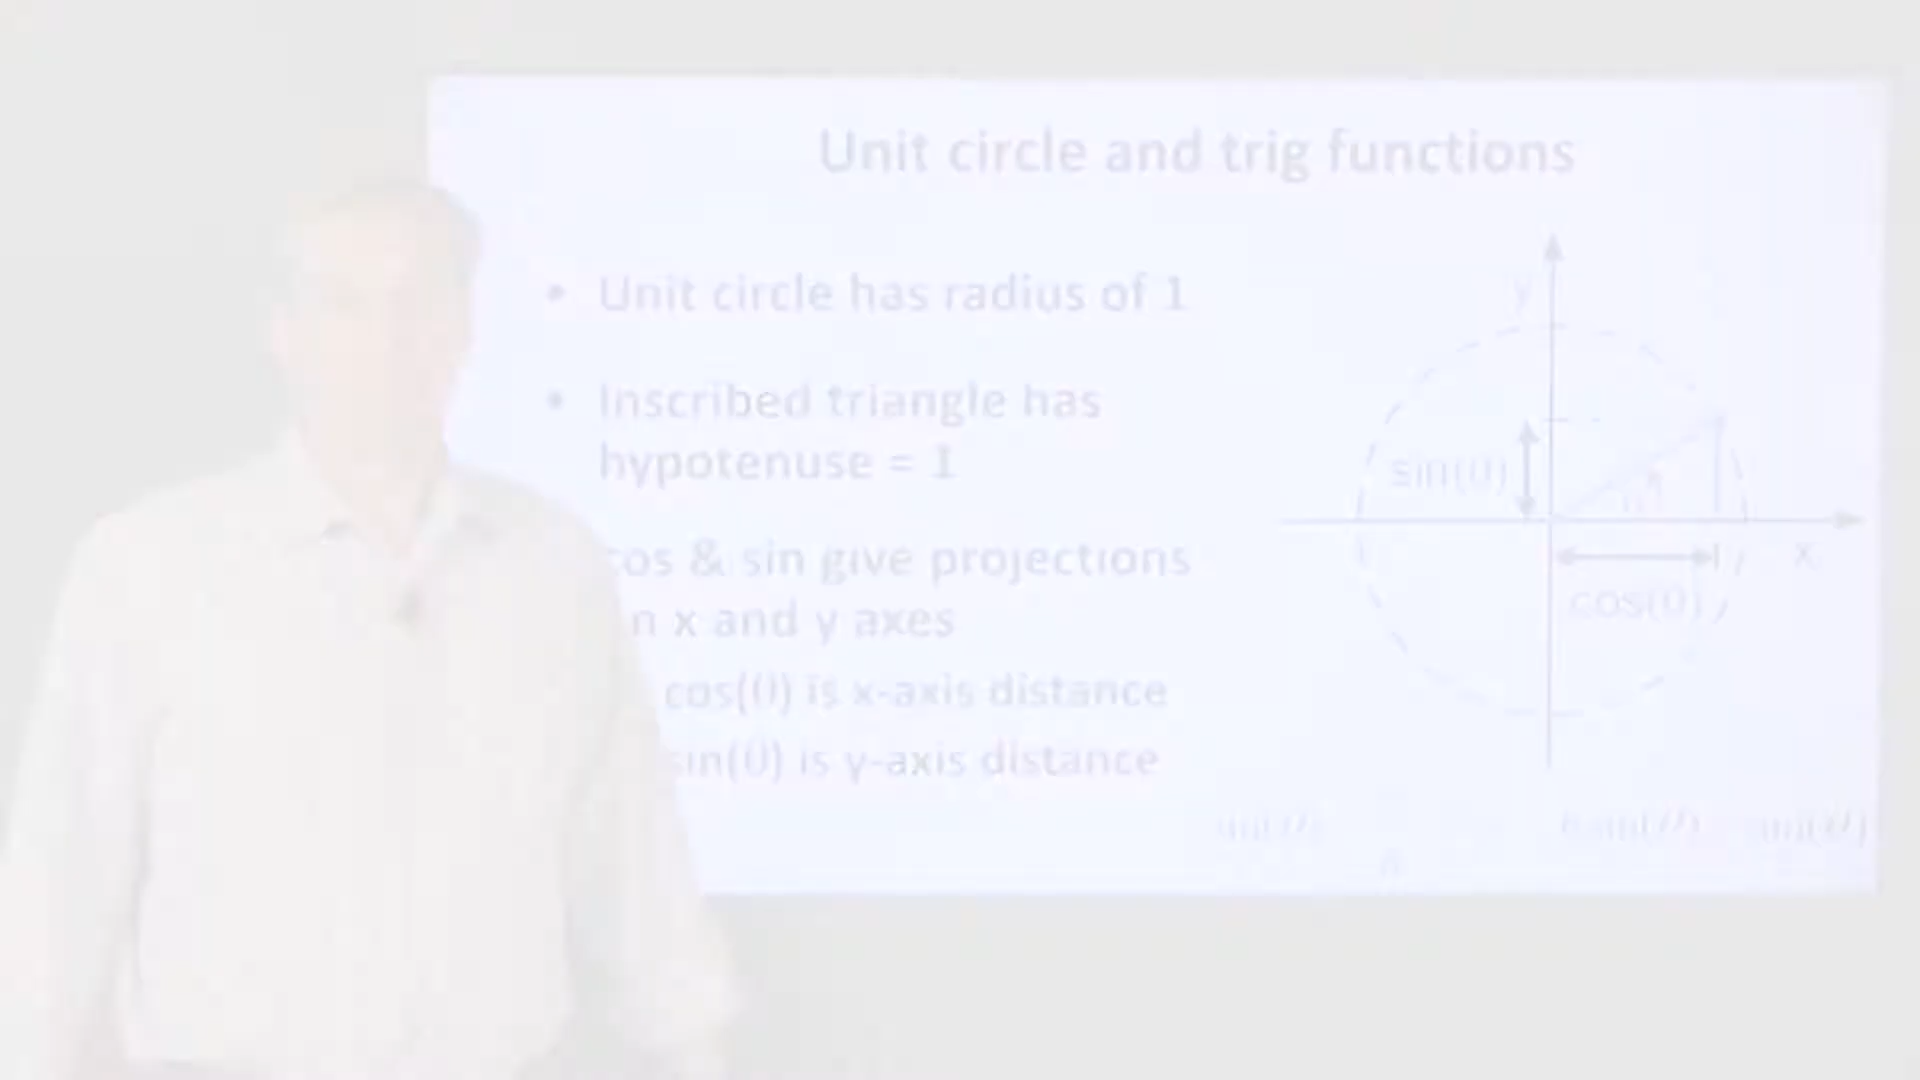 Unit circle and trig functions
• Unit circle has radius of 1
• Inscribed triangle has
hypotenuse = 1
cos & sin give projections
n x and y axes
cos(θ) is x-axis distance
sin(θ) is y-axis distance
y
sin(θ)
x
cos(θ)